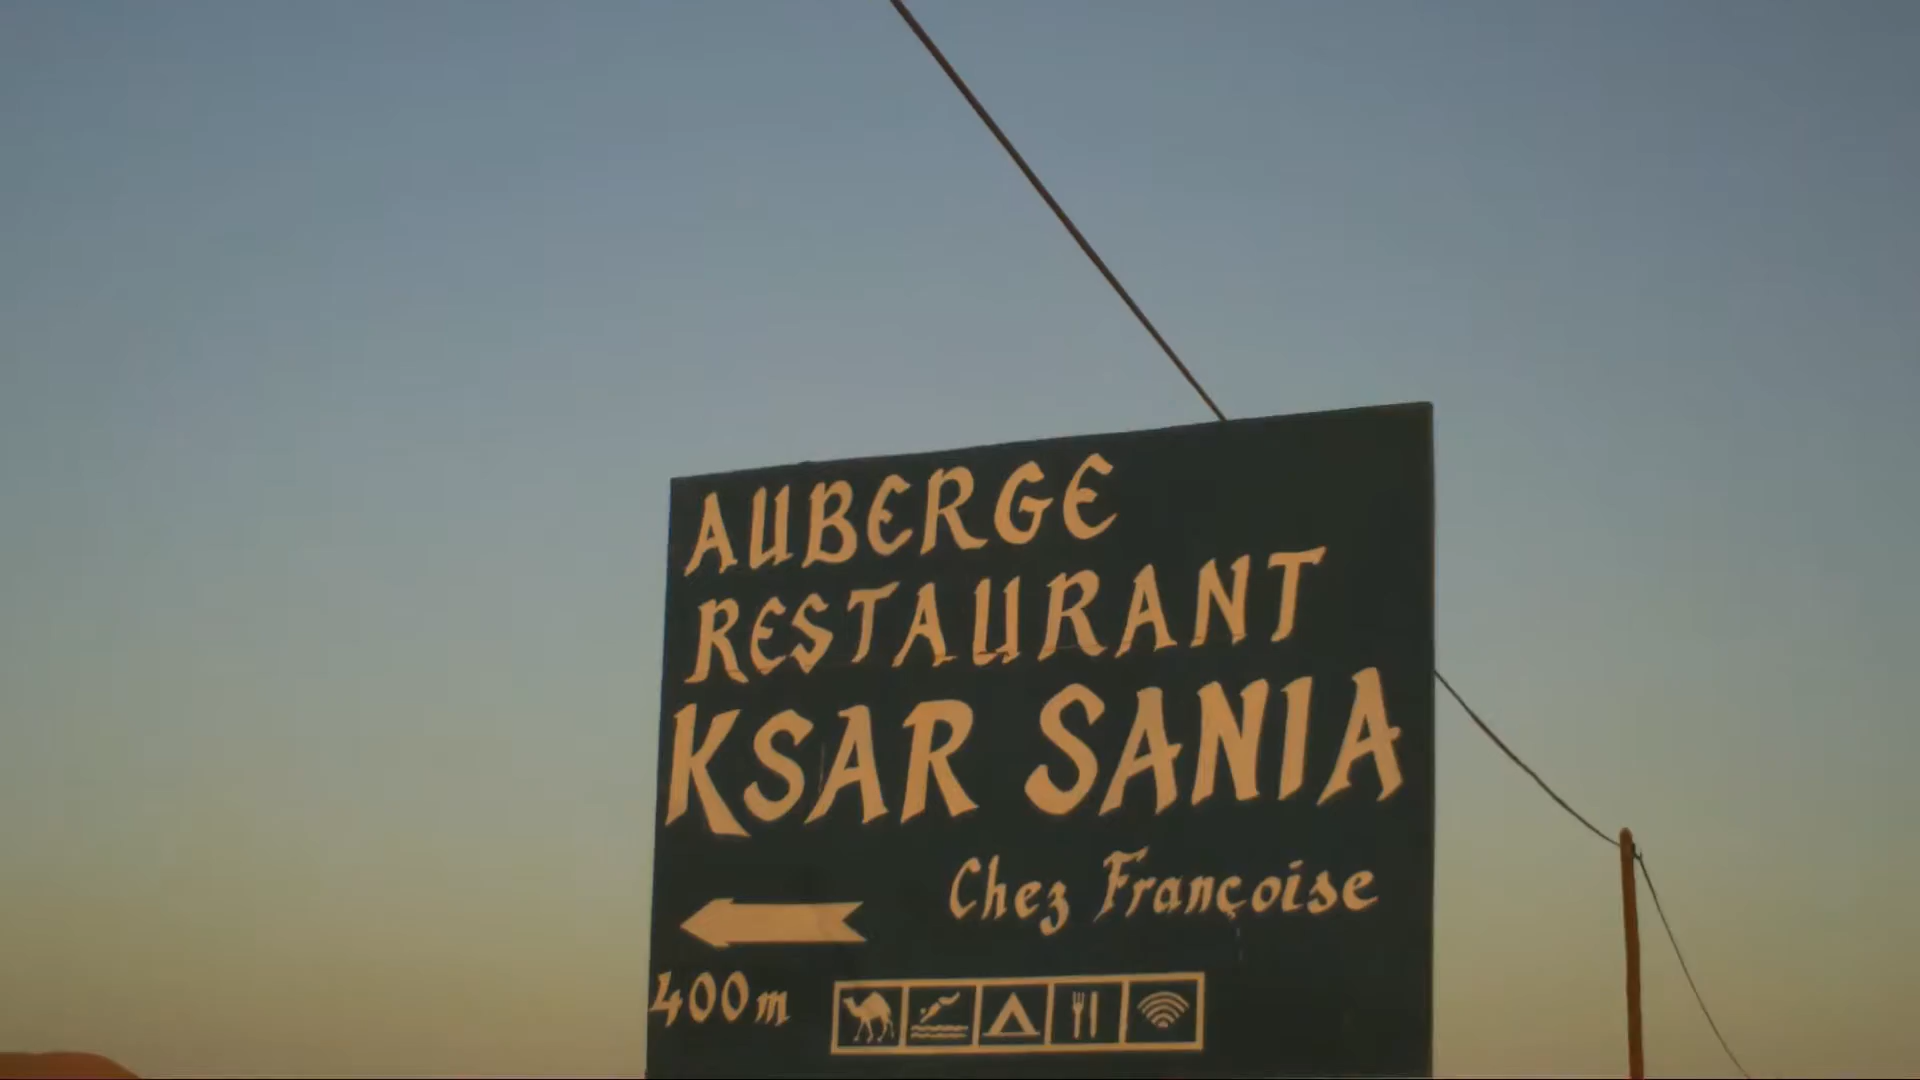 AUBERGE
RESTAURANT
KSAR SANIA
Chez Françoise
400m